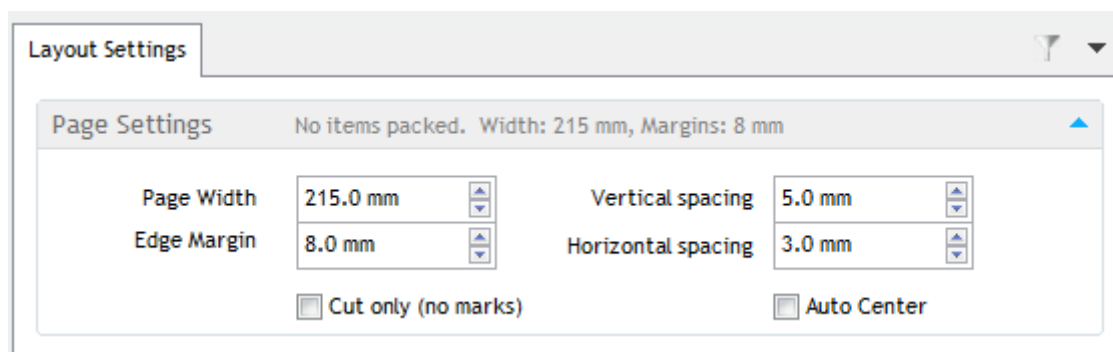 Layout Settings
Page Settings No items packed. Width: 215 mm, Margins: 8 mm
Page Width 215.0 mm Vertical spacing 5.0 mm
Edge Margin 8.0 mm Horizontal spacing 3.0 mm
Cut only (no marks) Auto Center